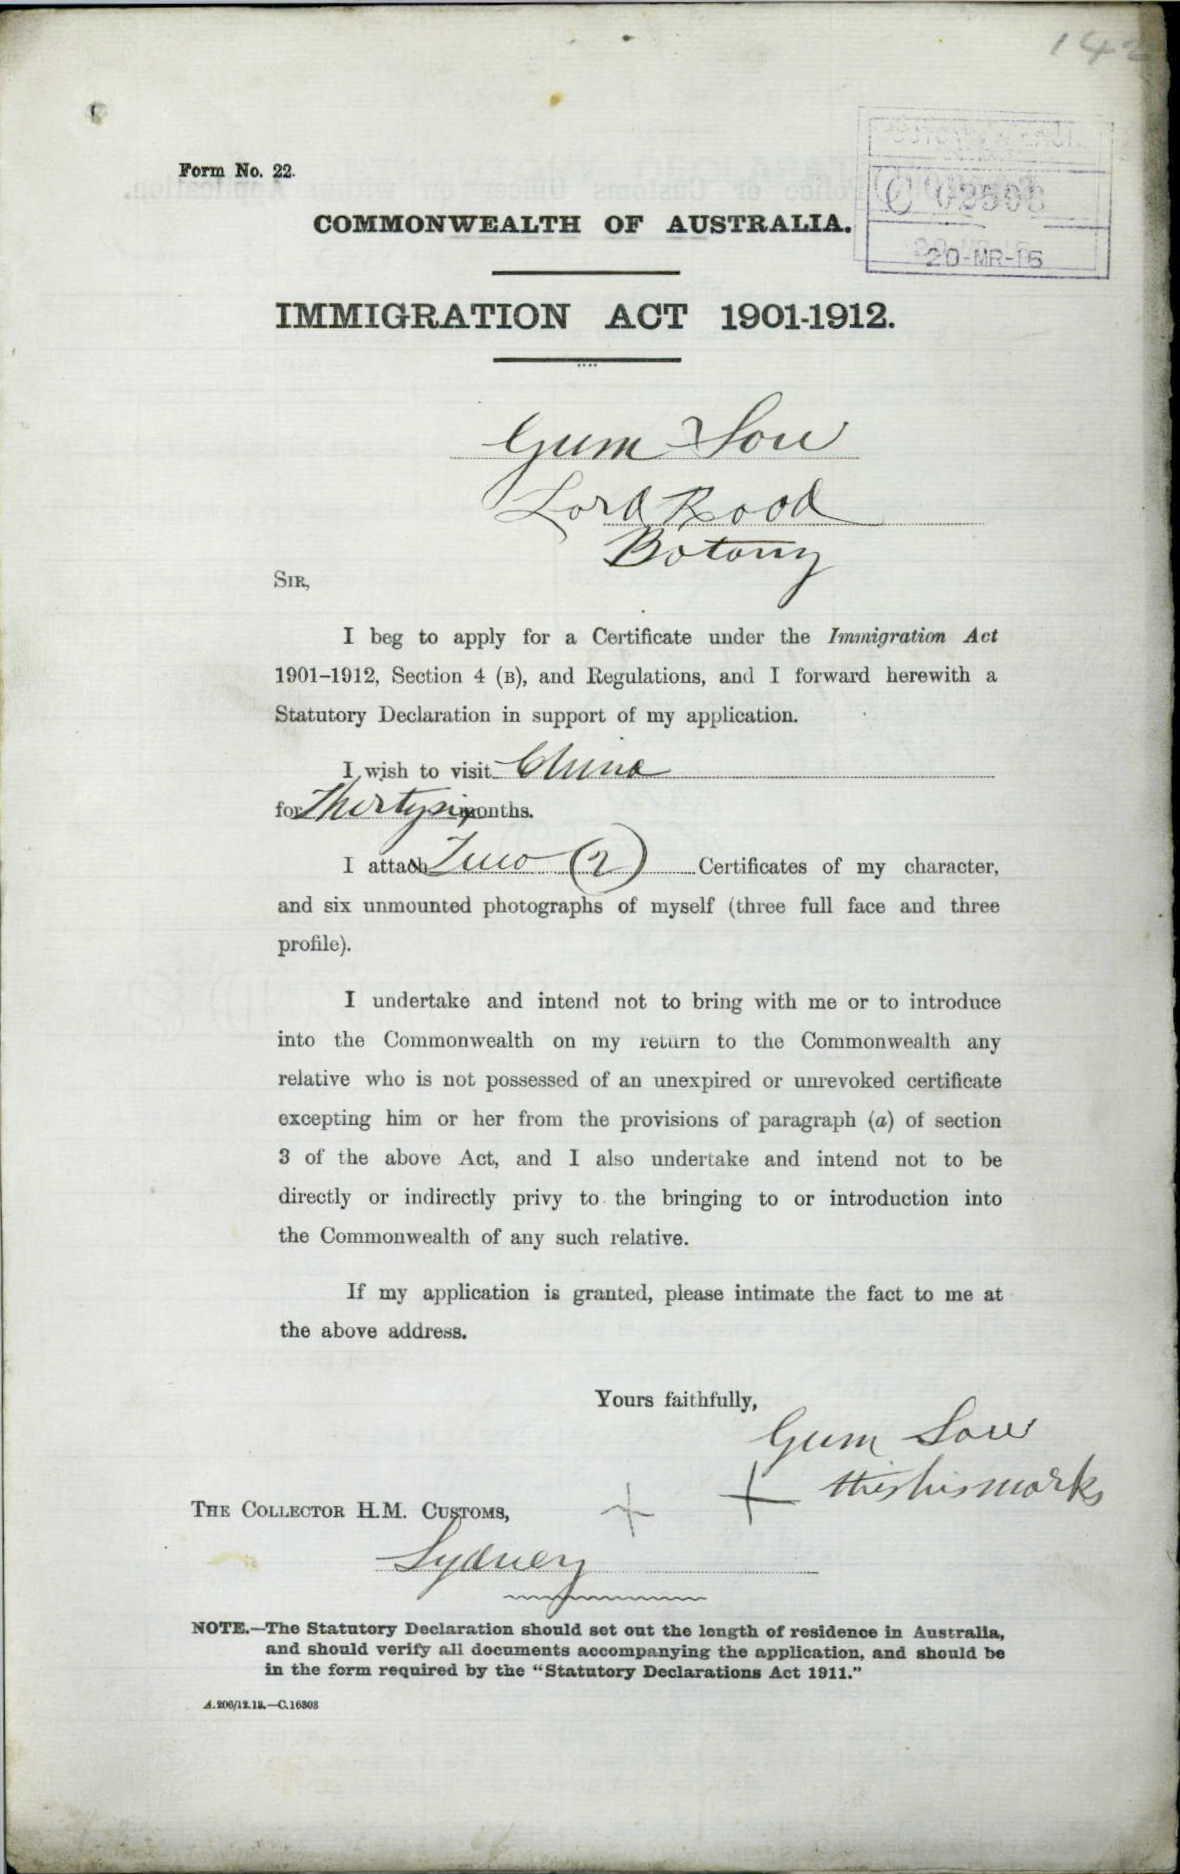 142
Form No. 22.
COMMONWEALTH OF AUSTRALIA.
02508
20-MR-16
IMMIGRATION ACT 1901-1912.
Gum Sow
Lord Rood
Botony
SIR,
I beg to apply for a Certificate under the Immigration Act
1901-1912, Section 4 (B), and Regulations, and I forward herewith a
Statutory Declaration in support of my application.
I wish to visit China
for Thirtysix months.
I attach Two (2) Certificates of my character,
and six unmounted photographs of myself (three full face and three
profile).
I undertake and intend not to bring with me or to introduce
into the Commonwealth on my return to the Commonwealth any
relative who is not possessed of an unexpired or unrevoked certificate
excepting him or her from the provisions of paragraph (a) of section
3 of the above Act, and I also undertake and intend not to be
directly or indirectly privy to the bringing to or introduction into
the Commonwealth of any such relative.
If my application is granted, please intimate the fact to me at
the above address.
Yours faithfully,
Gum Sow
this his marks
THE COLLECTOR H.M. CUSTOMS,
Sydney
NOTE.—The Statutory Declaration should set out the length of residence in Australia,
and should verify all documents accompanying the application, and should be
in the form required by the “Statutory Declarations Act 1911.”
A.206/12.12.—C.16303